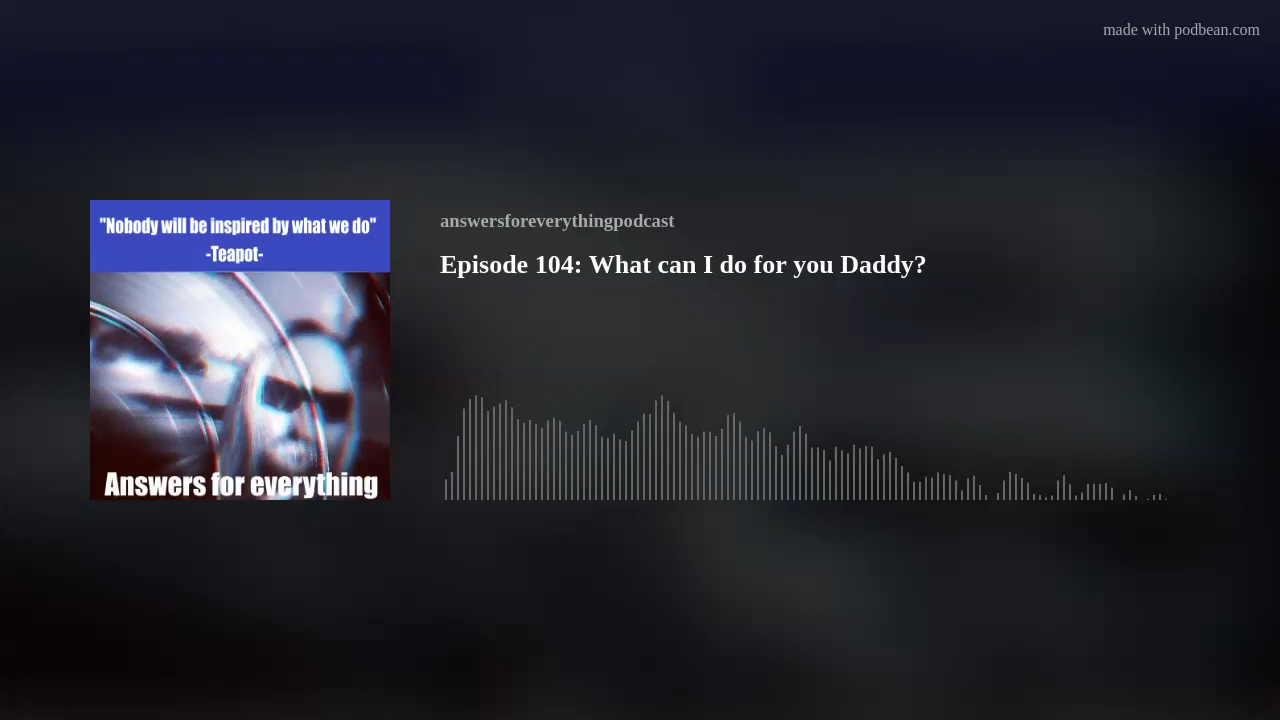 made with podbean.com
"Nobody will be inspired by what we do"
-Teapot-
answersforeverythingpodcast
Episode 104: What can I do for you Daddy?
Answers for everything